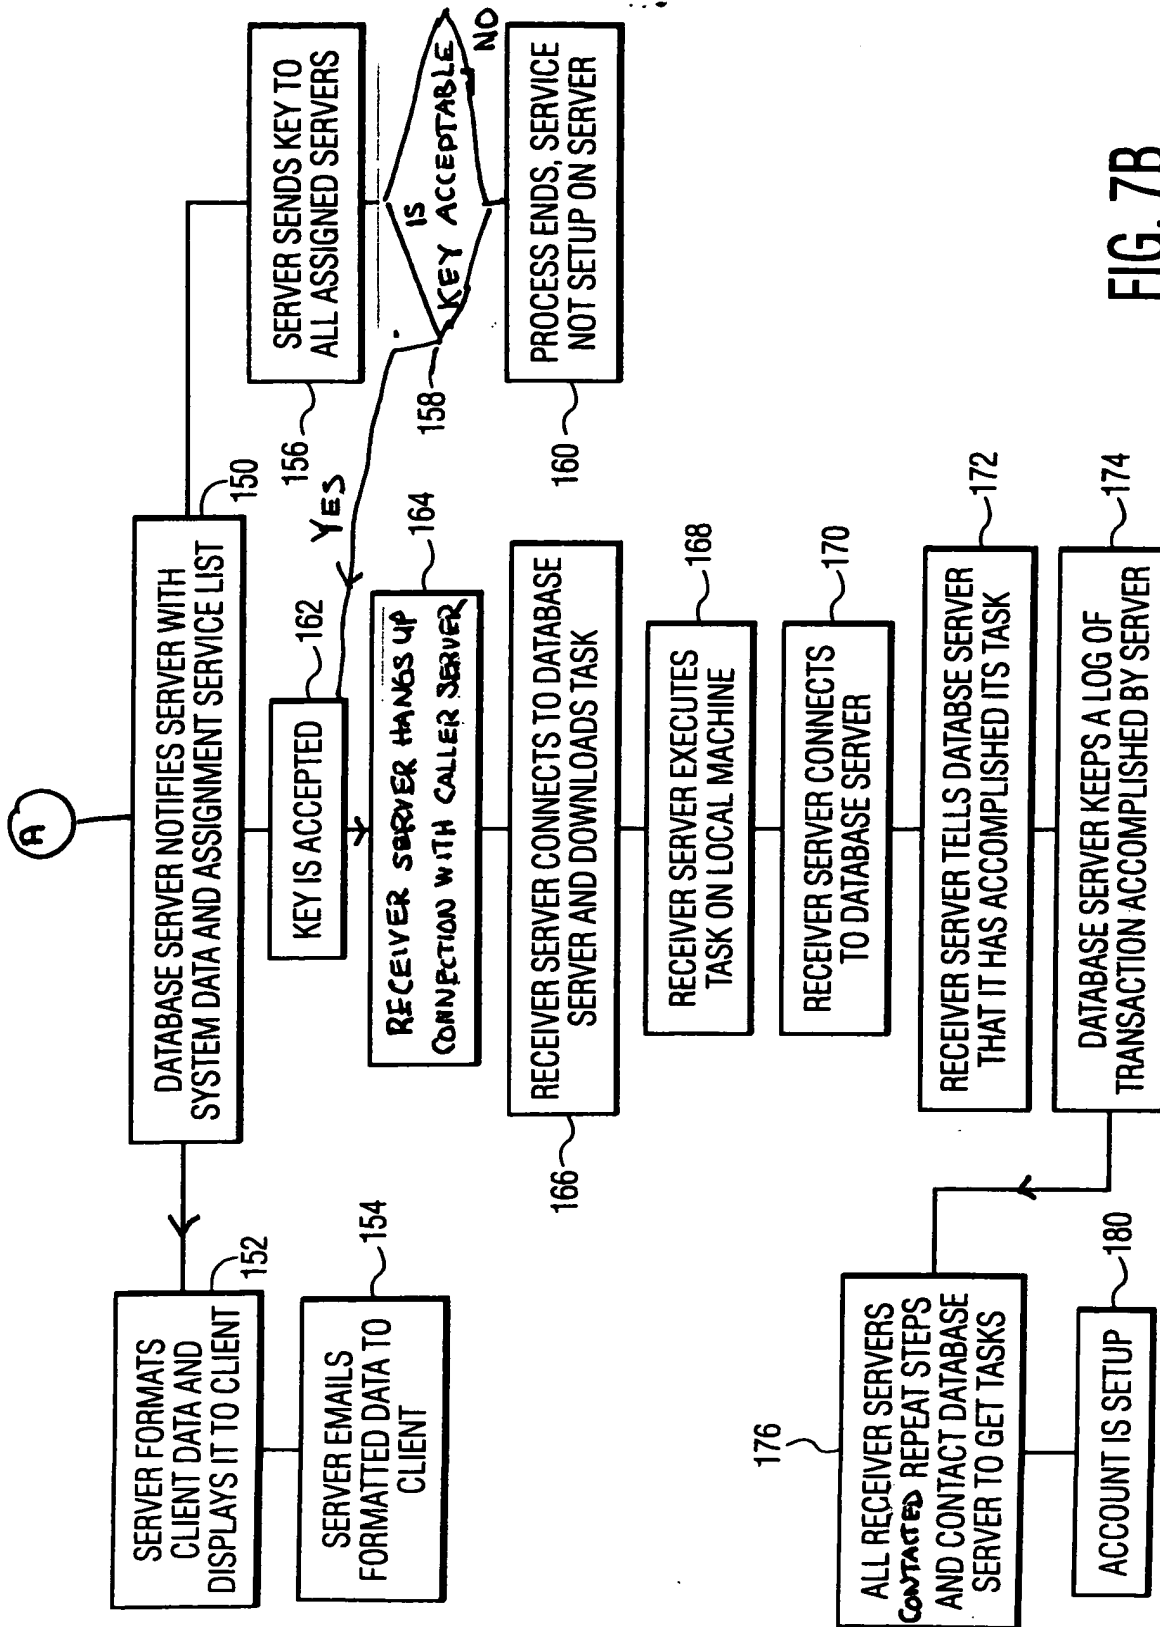 A
DATABASE SERVER NOTIFIES SERVER WITH
SYSTEM DATA AND ASSIGNMENT SERVICE LIST
150
SERVER FORMATS
CLIENT DATA AND
DISPLAYS IT TO CLIENT
152
SERVER EMAILS
FORMATTED DATA TO
CLIENT
154
SERVER SENDS KEY TO
ALL ASSIGNED SERVERS
156
IS
KEY ACCEPTABLE
158
NO
YES
PROCESS ENDS, SERVICE
NOT SETUP ON SERVER
160
KEY IS ACCEPTED
162
RECEIVER SERVER HANGS UP
CONNECTION WITH CALLER SERVER
164
RECEIVER SERVER CONNECTS TO DATABASE
SERVER AND DOWNLOADS TASK
166
RECEIVER SERVER EXECUTES
TASK ON LOCAL MACHINE
168
RECEIVER SERVER CONNECTS
TO DATABASE SERVER
170
RECEIVER SERVER TELLS DATABSE SERVER
THAT IT HAS ACCOMPLISHED ITS TASK
172
DATABASE SERVER KEEPS A LOG OF
TRANSACTION ACCOMPLISHED BY SERVER
174
ALL RECEIVER SERVERS
CONTACTED REPEAT STEPS
AND CONTACT DATABASE
SERVER TO GET TASKS
176
ACCOUNT IS SETUP
180
FIG. 7B